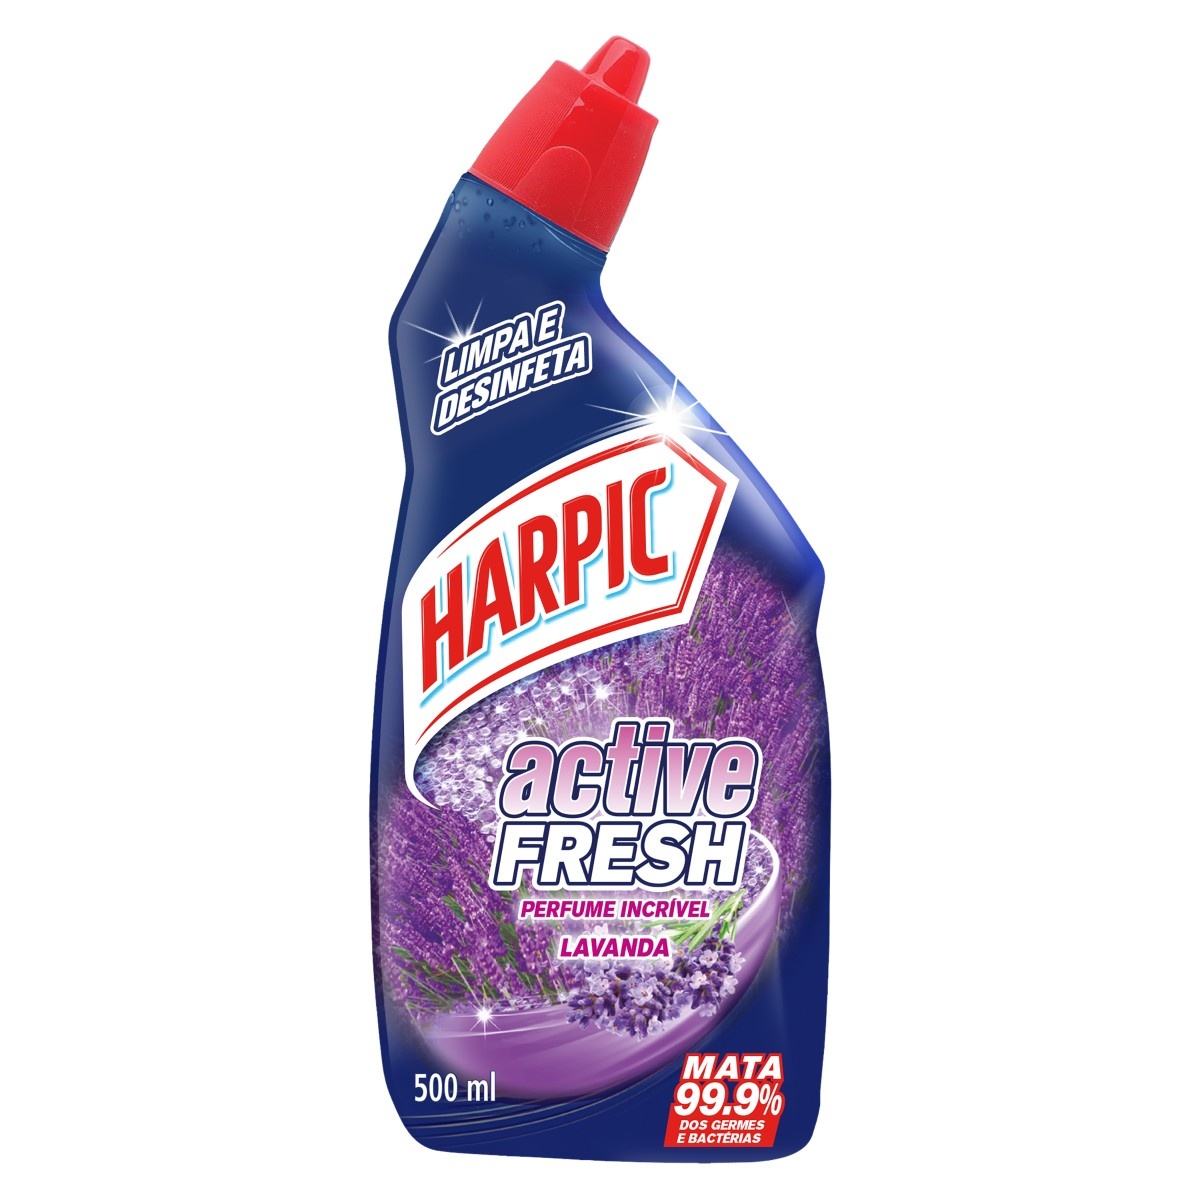 LIMPA E
DESINFETA
HARPIC
active
FRESH
PERFUME INCRÍVEL
LAVANDA
500 ml
MATA
99.9%
DOS GERMES
E BACTÉRIAS